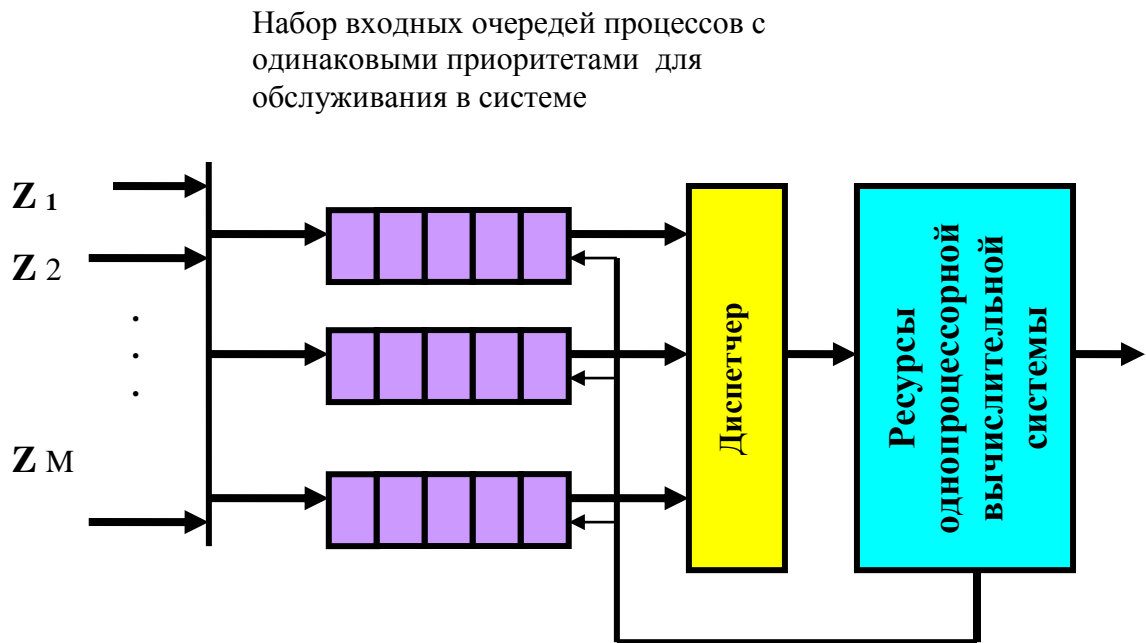 Набор входных очередей процессов с
одинаковыми приоритетами для
обслуживания в системе
Z 1
Z 2
.
.
.
Z М
Диспетчер
Ресурсы
однопроцессорной
вычислительной
системы